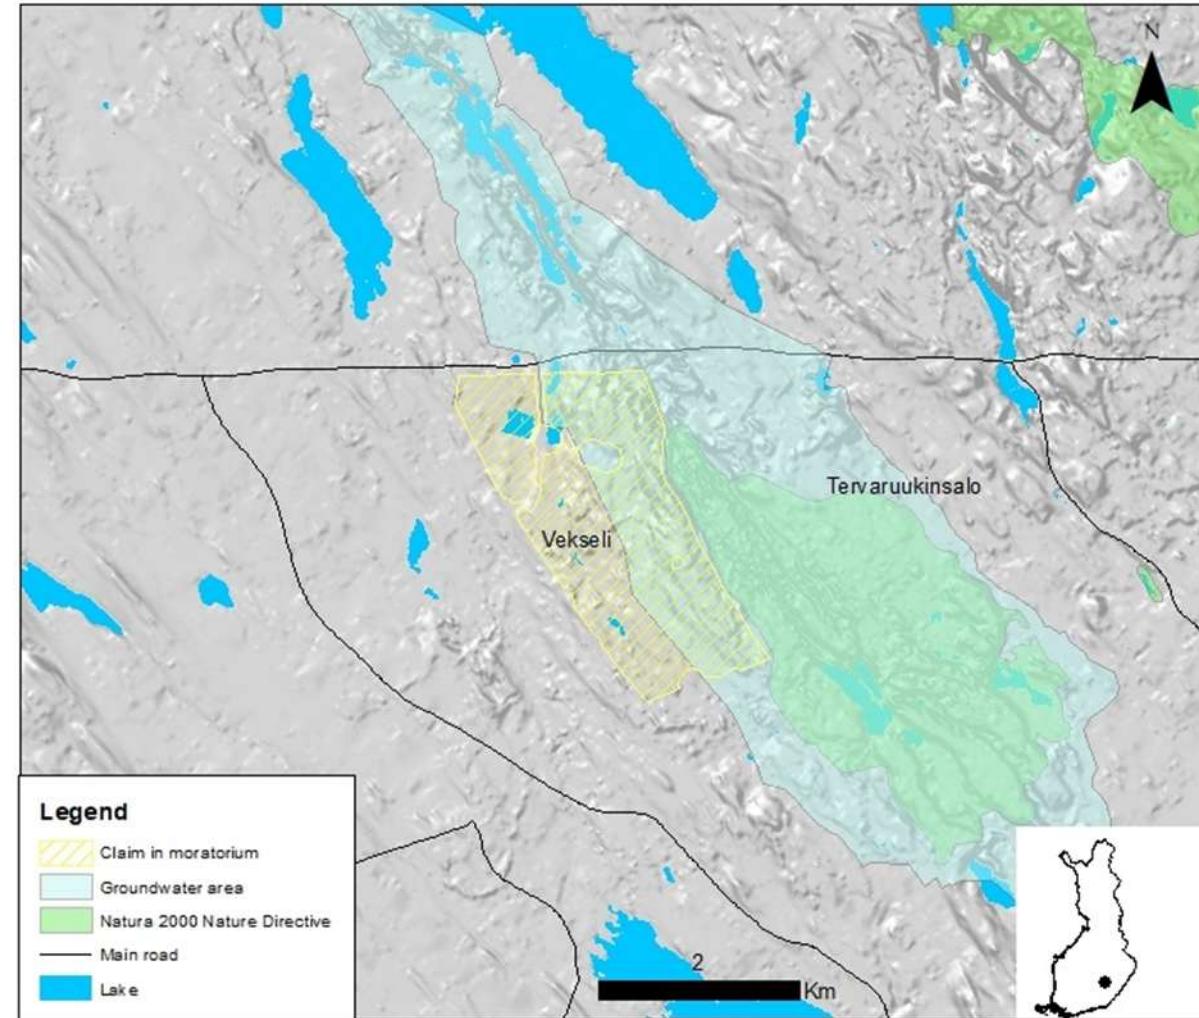 N
Tervaruukinsalo
Vekseli
Legend
Claim in moratorium
Groundwater area
Natura 2000 Nature Directive
Main road
Lake
2
Km